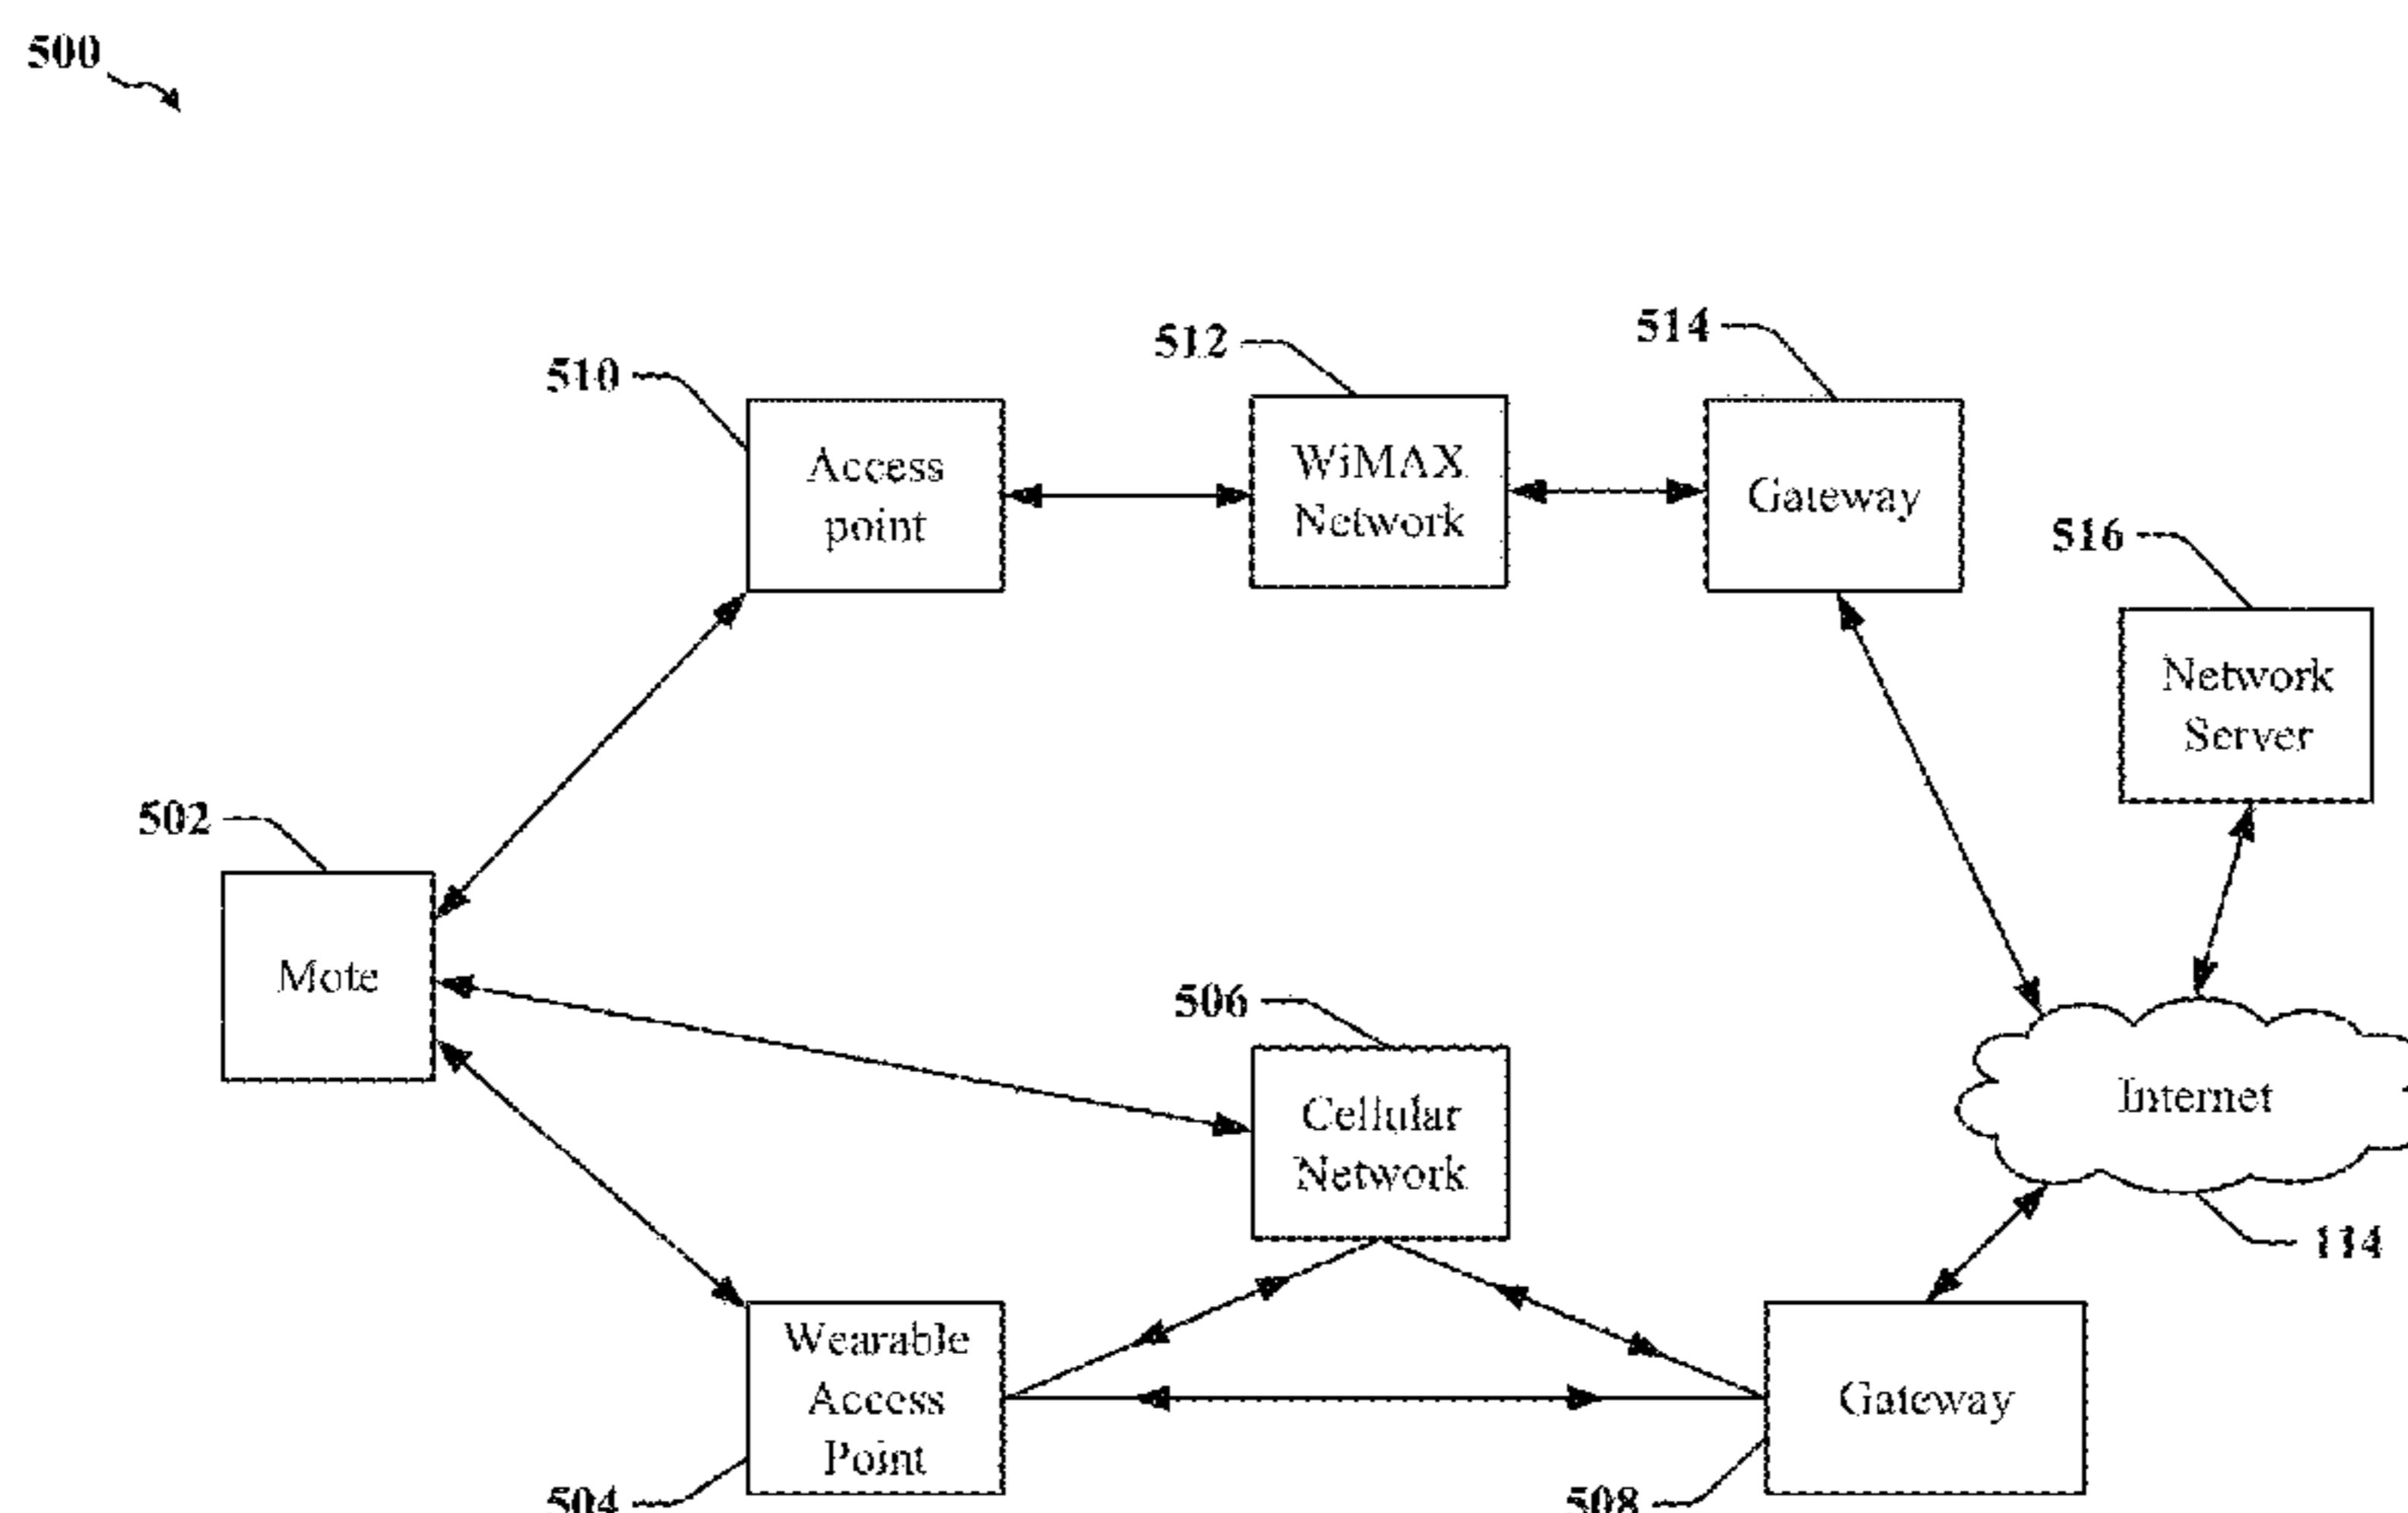 500
510
512
514
Access
point
WiMAX
Network
Gateway
516
Network
Server
502
Mote
506
Cellular
Network
Internet
114
Wearable
Access
Point
Gateway
504
508